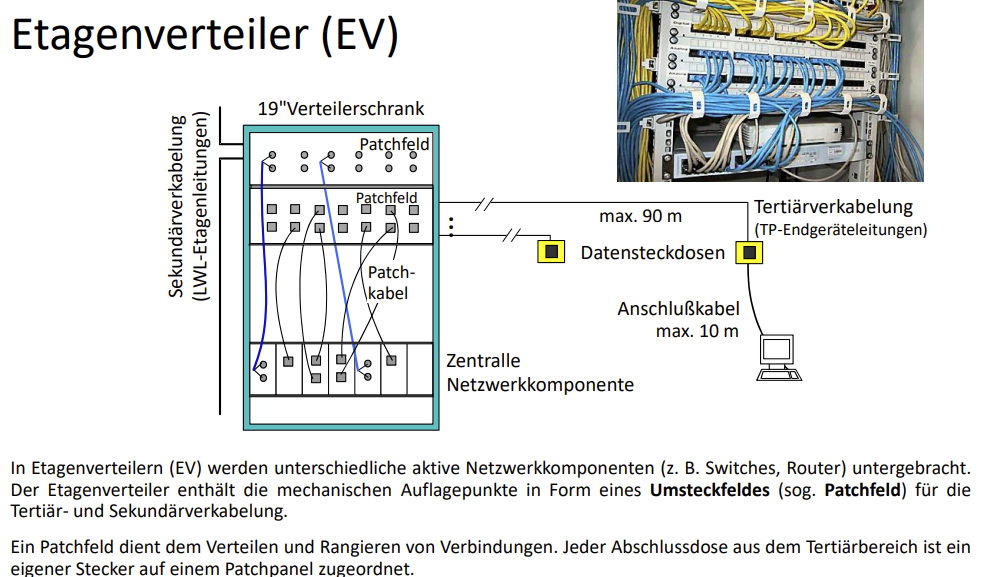 Etagenverteiler (EV)
19"Verteilerschrank
Sekundärverkabelung
(LWL-Etagenleitungen)
Patchfeld
Patchfeld
max. 90 m
Tertiärverkabelung
(TP-Endgeräteleitungen)
Datensteckdosen
Patch-
kabel
Anschlußkabel
max. 10 m
Zentralle
Netzwerkkomponente
In Etagenverteilern (EV) werden unterschiedliche aktive Netzwerkkomponenten (z. B. Switches, Router) untergebracht.
Der Etagenverteiler enthält die mechanischen Auflagepunkte in Form eines Umsteckfeldes (sog. Patchfeld) für die
Tertiär- und Sekundärverkabelung.
Ein Patchfeld dient dem Verteilen und Rangieren von Verbindungen. Jeder Abschlussdose aus dem Tertiärbereich ist ein
eigener Stecker auf einem Patchpanel zugeordnet.